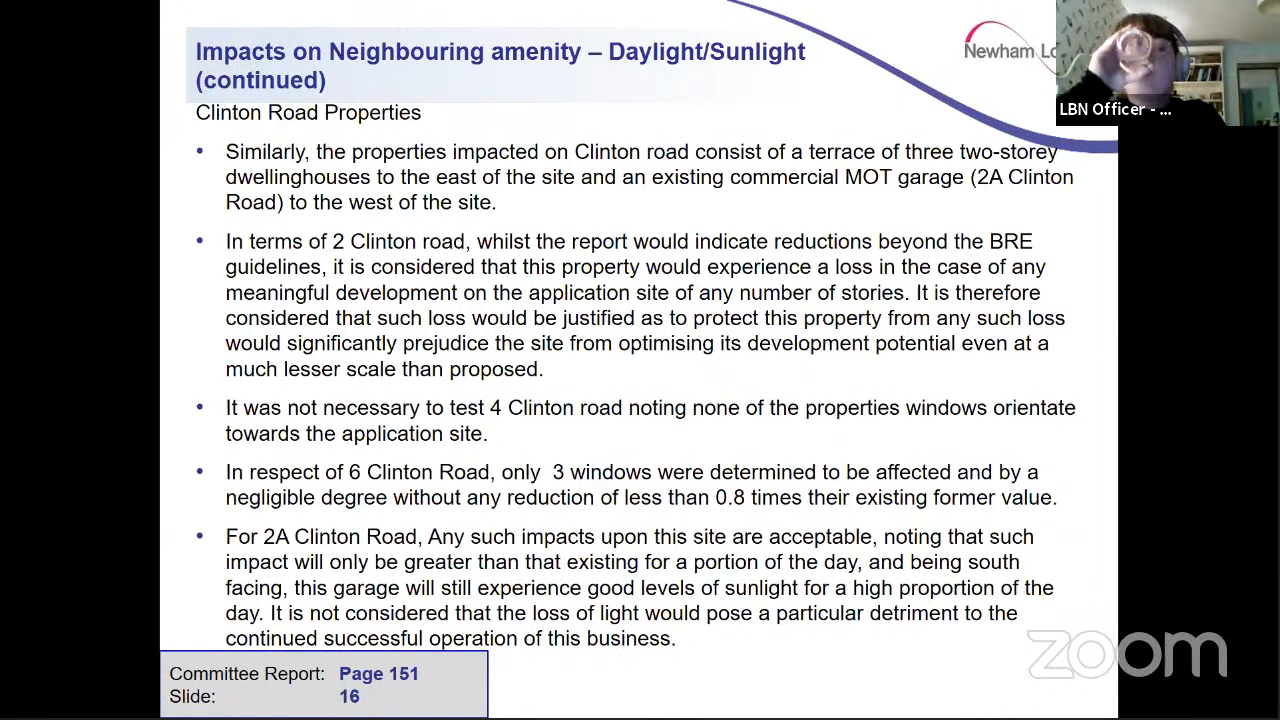 Impacts on Neighbouring amenity – Daylight/Sunlight
(continued)
Newham Lo
LBN Officer - ...
Clinton Road Properties
• Similarly, the properties impacted on Clinton road consist of a terrace of three two-storey
dwellinghouses to the east of the site and an existing commercial MOT garage (2A Clinton
Road) to the west of the site.
• In terms of 2 Clinton road, whilst the report would indicate reductions beyond the BRE
guidelines, it is considered that this property would experience a loss in the case of any
meaningful development on the application site of any number of stories. It is therefore
considered that such loss would be justified as to protect this property from any such loss
would significantly prejudice the site from optimising its development potential even at a
much lesser scale than proposed.
• It was not necessary to test 4 Clinton road noting none of the properties windows orientate
towards the application site.
• In respect of 6 Clinton Road, only 3 windows were determined to be affected and by a
negligible degree without any reduction of less than 0.8 times their existing former value.
• For 2A Clinton Road, Any such impacts upon this site are acceptable, noting that such
impact will only be greater than that existing for a portion of the day, and being south
facing, this garage will still experience good levels of sunlight for a high proportion of the
day. It is not considered that the loss of light would pose a particular detriment to the
continued successful operation of this business.
Committee Report: Page 151
Slide: 16
zoom